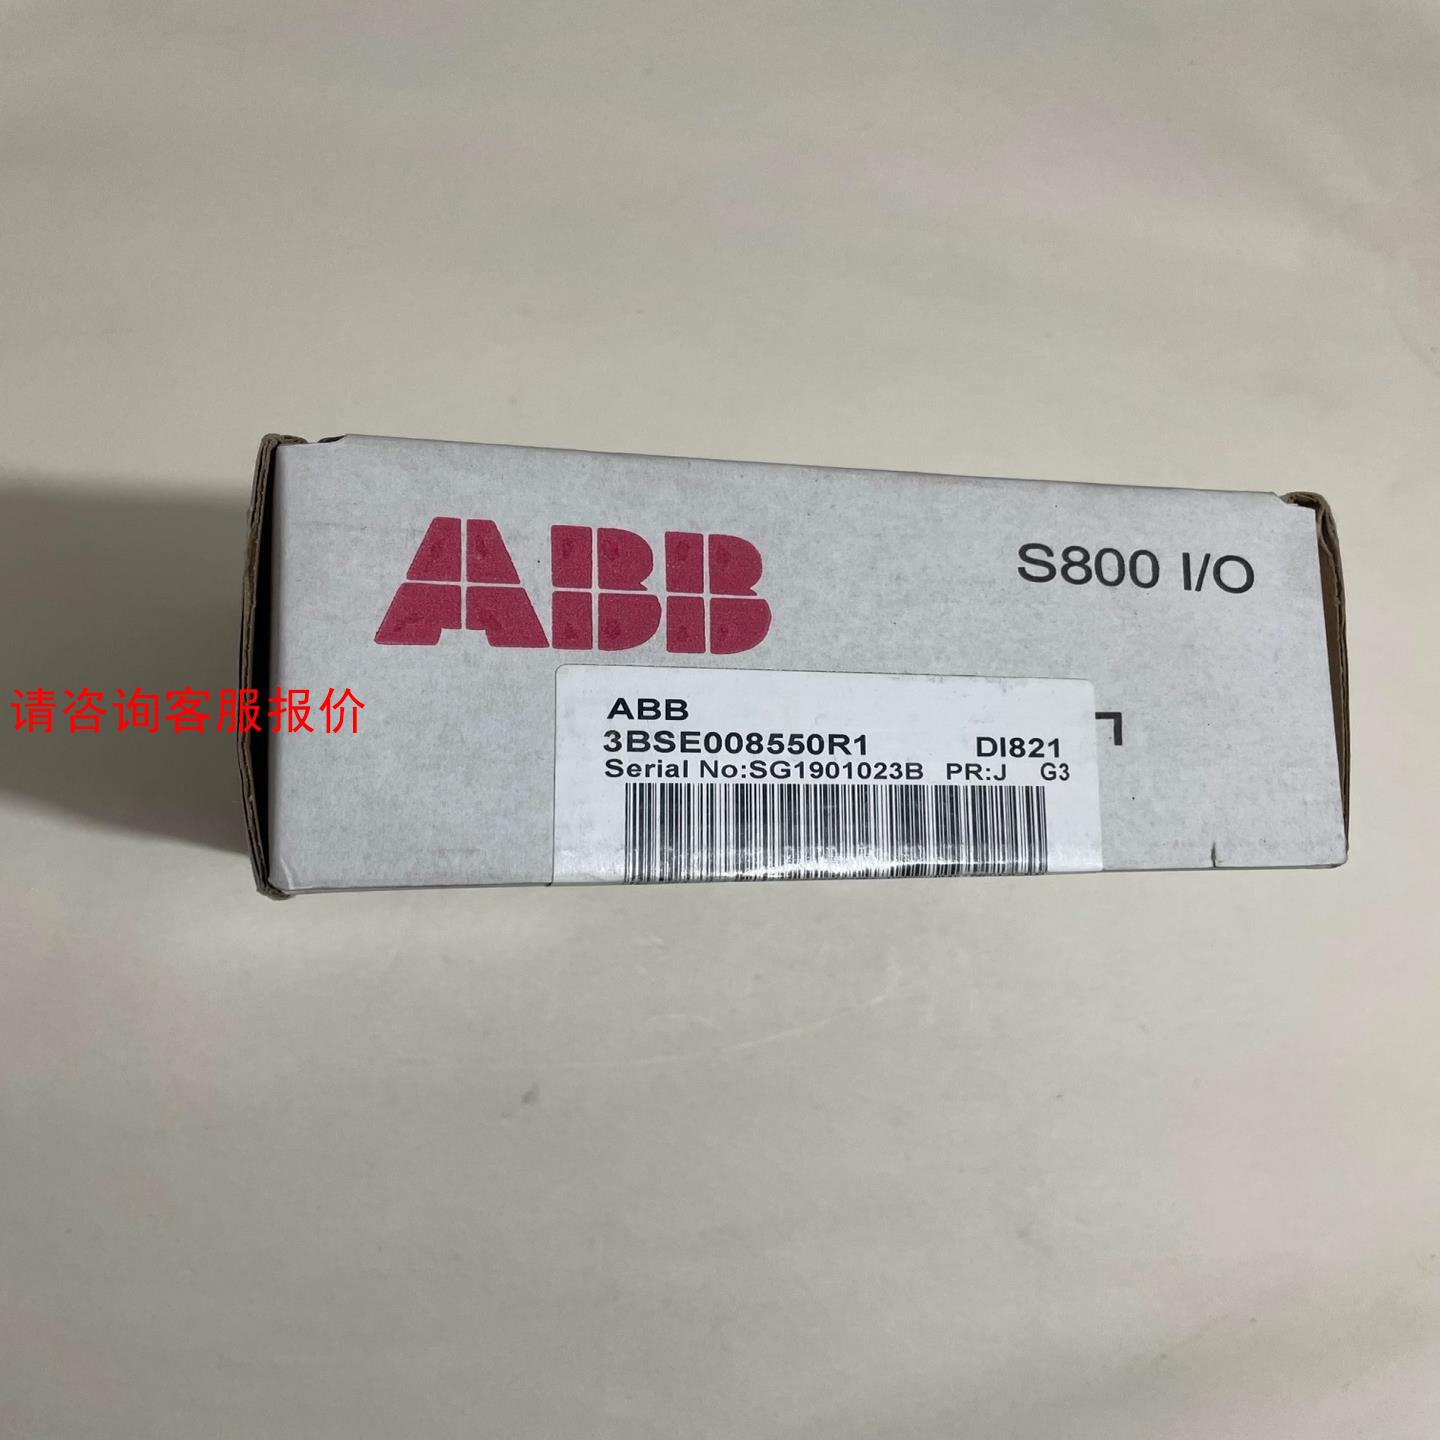 ABB
S800 I/O
请咨询客服报价
ABB
3BSE008550R1 DI821
Serial No:SG1901023B PR:J G3